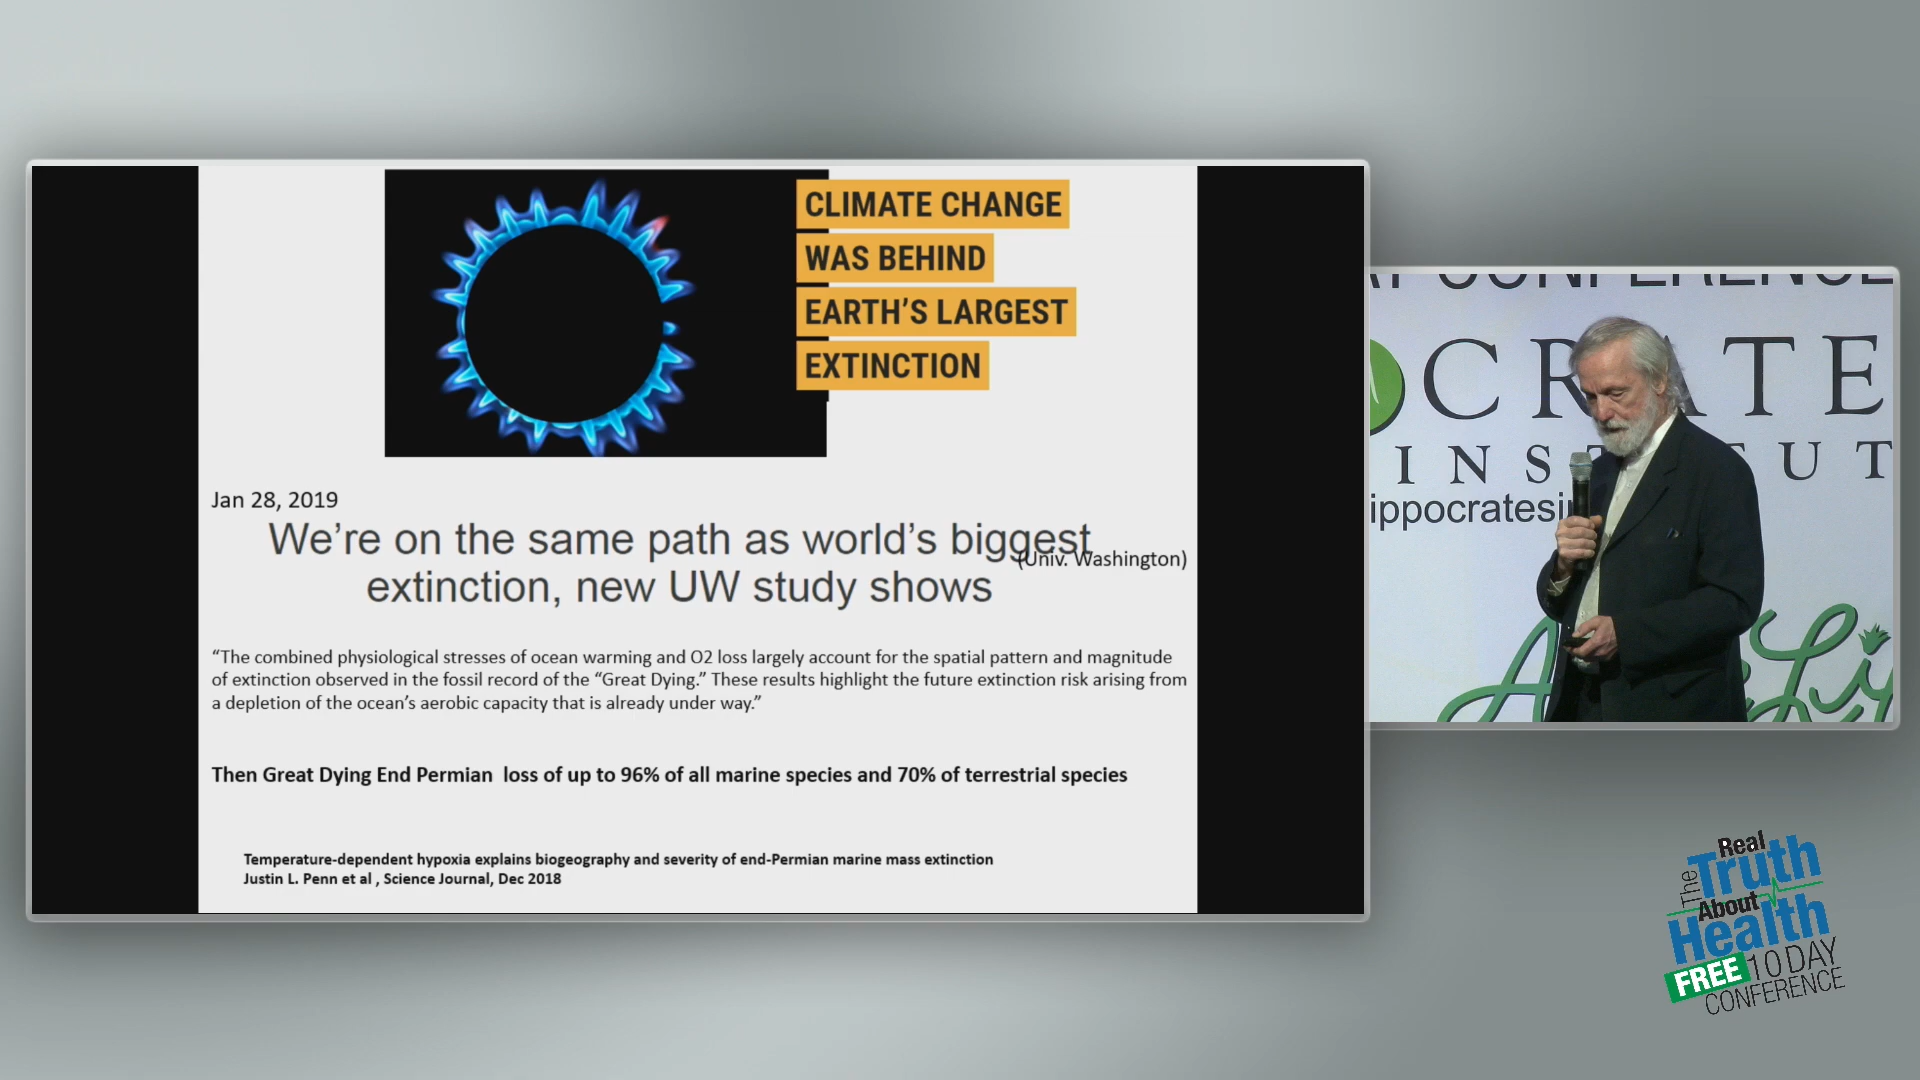 CLIMATE CHANGE
WAS BEHIND
EARTH'S LARGEST
EXTINCTION
Jan 28, 2019
We're on the same path as world's biggest
(Univ. Washington)
extinction, new UW study shows
“The combined physiological stresses of ocean warming and O2 loss largely account for the spatial pattern and magnitude
of extinction observed in the fossil record of the “Great Dying.” These results highlight the future extinction risk arising from
a depletion of the ocean's aerobic capacity that is already under way.”
Then Great Dying End Permian loss of up to 96% of all marine species and 70% of terrestrial species
Temperature-dependent hypoxia explains biogeography and severity of end-Permian marine mass extinction
Justin L. Penn et al , Science Journal, Dec 2018
CONFERENCE
OCRATE
INST UT
ippocratesi
The Real
Truth
About
Health
FREE 10 DAY
CONFERENCE